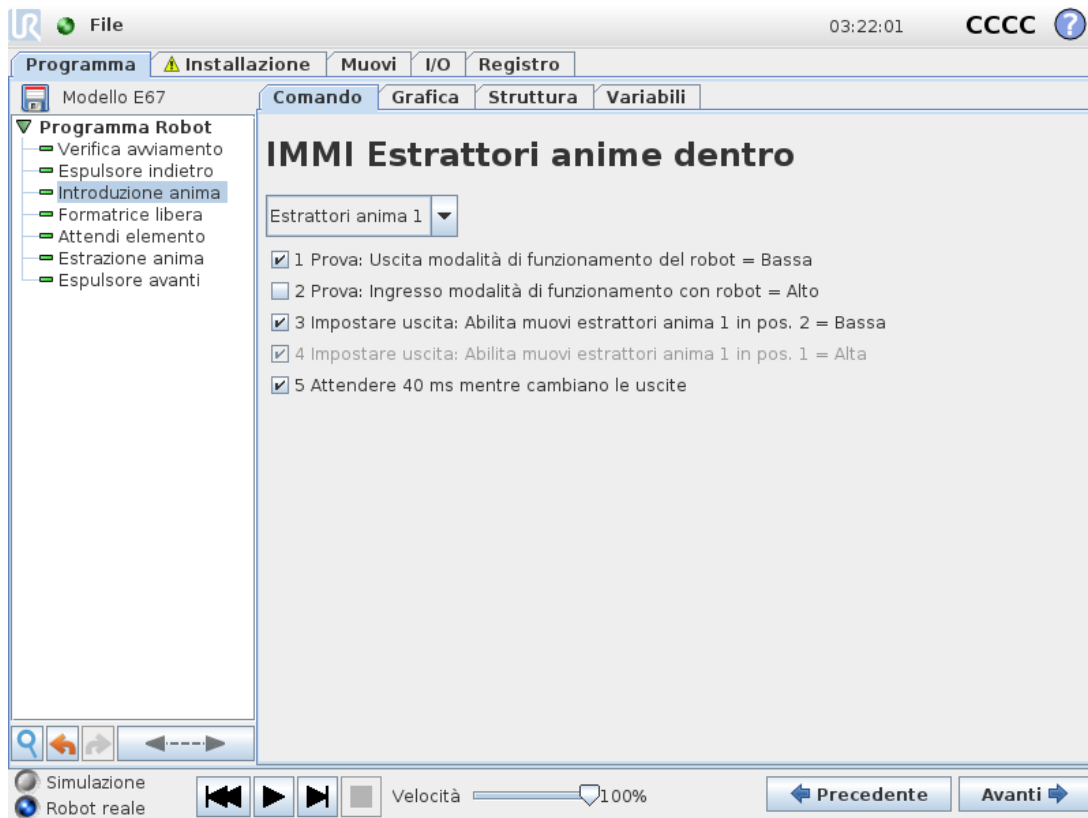 UR File 03:22:01 CCCC ?
Programma Installazione Muovi I/O Registro
Modello E67 Comando Grafica Struttura Variabili
Programma Robot
Verifica avviamento
Espulsore indietro
Introduzione anima
Formatrice libera
Attendi elemento
Estrazione anima
Espulsore avanti
IMMI Estrattori anime dentro
Estrattori anima 1
1 Prova: Uscita modalità di funzionamento del robot = Bassa
2 Prova: Ingresso modalità di funzionamento con robot = Alto
3 Impostare uscita: Abilita muovi estrattori anima 1 in pos. 2 = Bassa
4 Impostare uscita: Abilita muovi estrattori anima 1 in pos. 1 = Alta
5 Attendere 40 ms mentre cambiano le uscite
Simulazione
Robot reale
Velocità 100%
Precedente Avanti